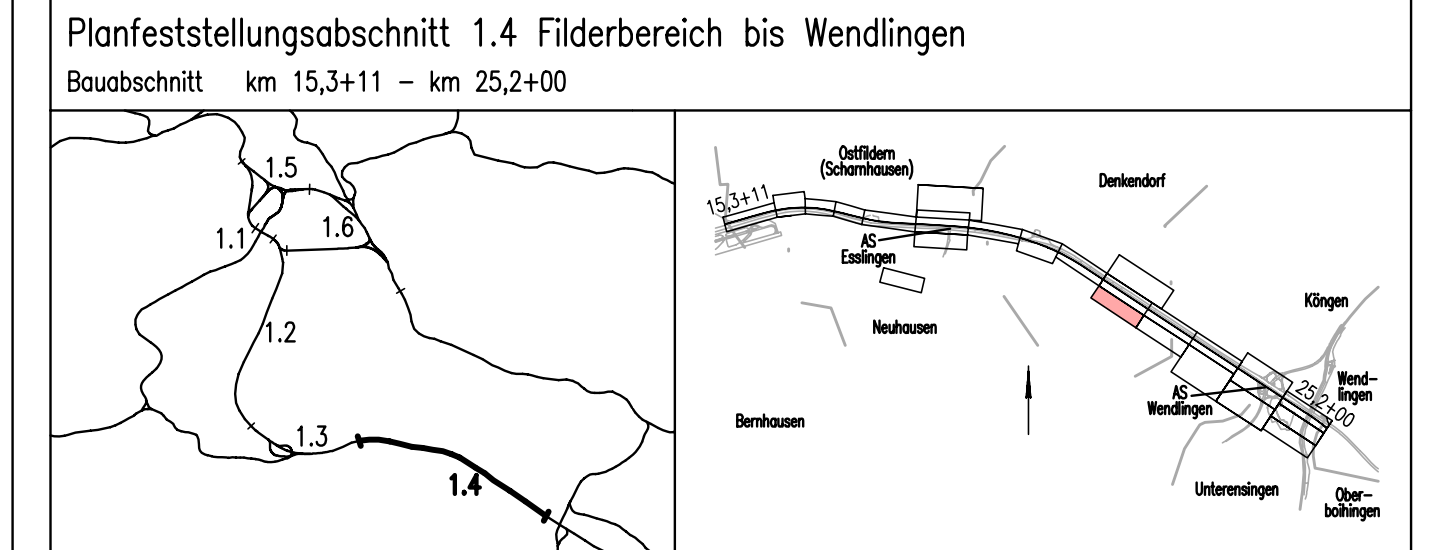 Planfeststellungsabschnitt 1.4 Filderbereich bis Wendlingen
Bauabschnitt km 15,3+11 – km 25,2+00
1.5
1.6
1.1
1.2
1.3
1.4
Ostfildern
(Scharnhausen)
Denkendorf
15,3+11
AS
Esslingen
Neuhausen
Köngen
Wend–
lingen
AS
Wendlingen
25,2+00
Bernhausen
Unterensingen
Ober–
boihingen